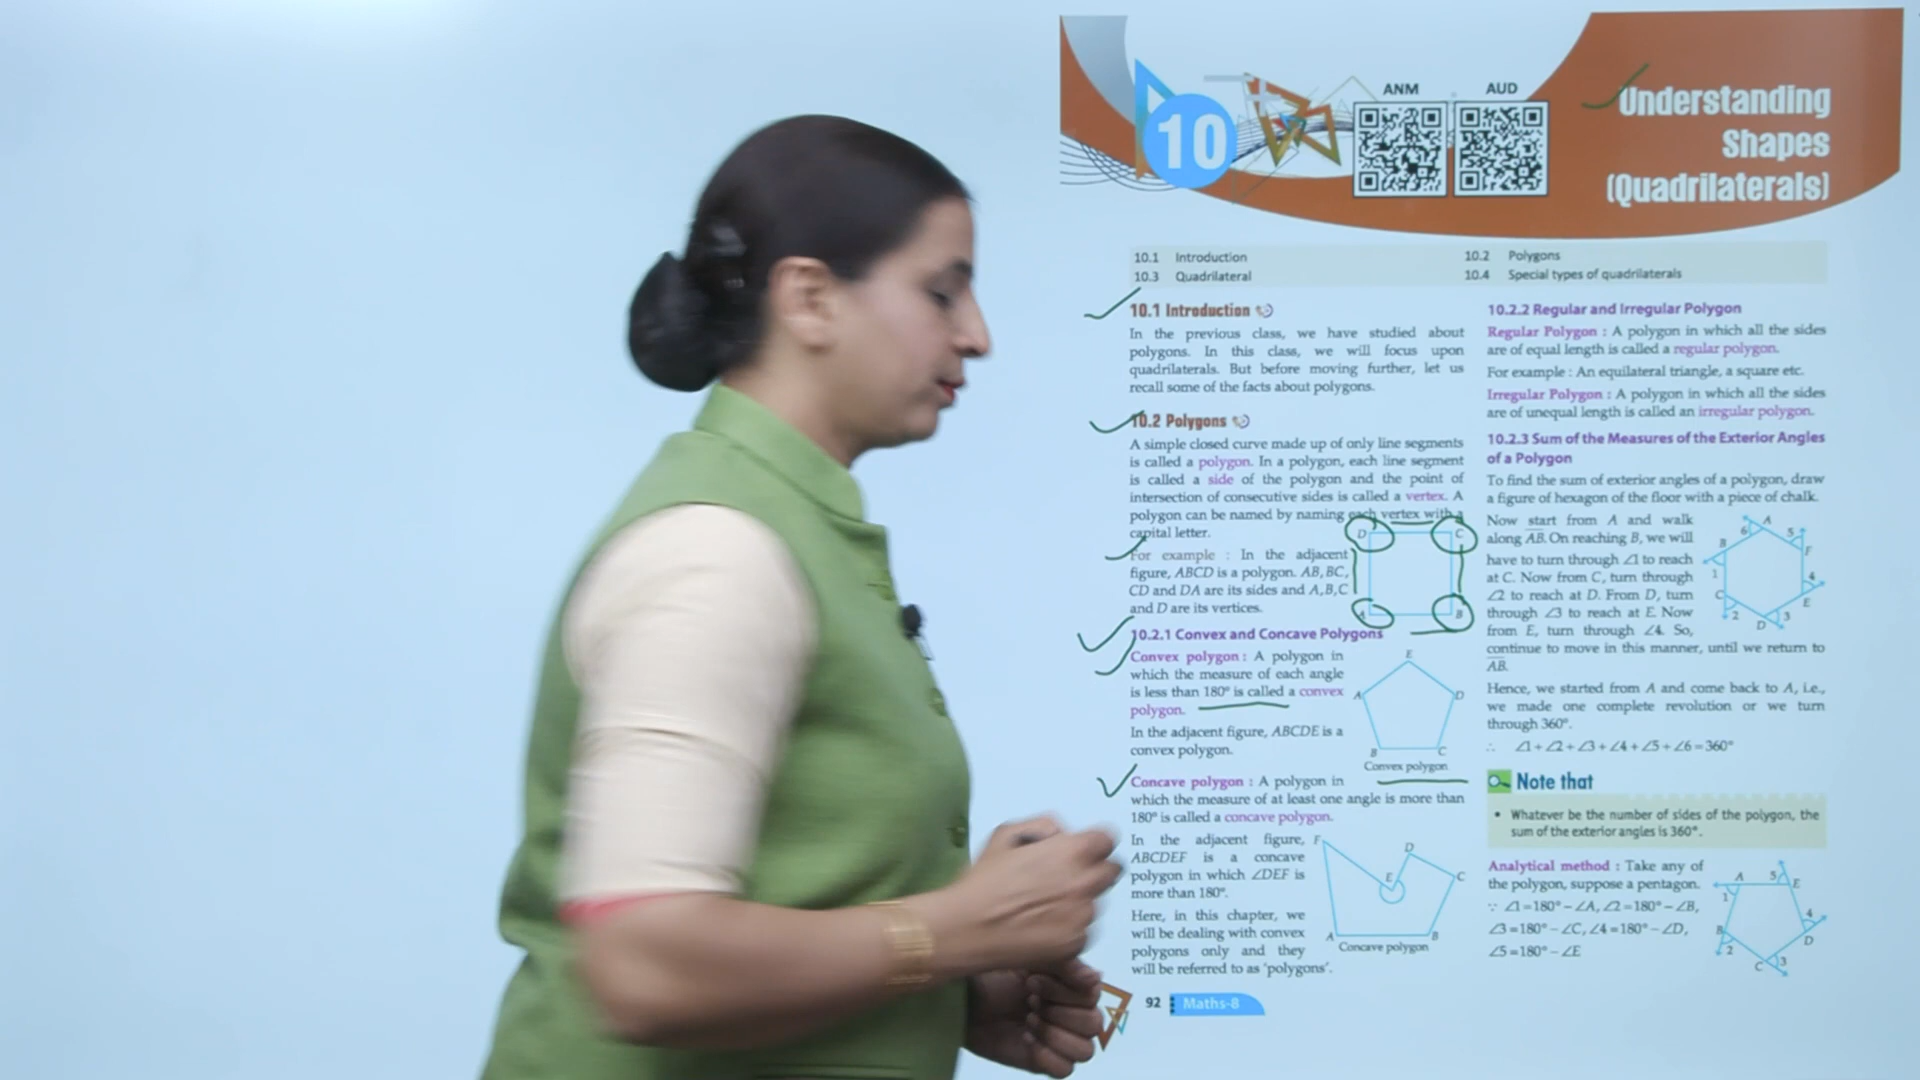 10
ANM
AUD
Understanding
Shapes
(Quadrilaterals)
10.1 Introduction
10.2 Polygons
10.3 Quadrilateral
10.4 Special types of quadrilaterals
10.1 Introduction
In the previous class, we have studied about
polygons. In this class, we will focus upon
quadrilaterals. But before moving further, let us
recall some of the facts about polygons.
10.2 Polygons
A simple closed curve made up of only line segments
is called a polygon. In a polygon, each line segment
is called a side of the polygon and the point of
intersection of consecutive sides is called a vertex. A
polygon can be named by naming each vertex with a
capital letter.
For example : In the adjacent
figure, ABCD is a polygon. AB, BC,
CD and DA are its sides and A,B,C
and D are its vertices.
D
C
B
10.2.1 Convex and Concave Polygons
Convex polygon : A polygon in
which the measure of each angle
is less than 180° is called a convex
polygon.
In the adjacent figure, ABCDE is a
convex polygon.
E
A
D
B
C
Convex polygon
Concave polygon : A polygon in
which the measure of at least one angle is more than
180° is called a concave polygon.
In the adjacent figure,
ABCDEF is a concave
polygon in which ∠DEF is
more than 180°.
Here, in this chapter, we
will be dealing with convex
polygons only and they
will be referred to as 'polygons'.
F
D
E
C
A
B
Concave polygon
92 Maths-8
10.2.2 Regular and Irregular Polygon
Regular Polygon : A polygon in which all the sides
are of equal length is called a regular polygon.
For example : An equilateral triangle, a square etc.
Irregular Polygon : A polygon in which all the sides
are of unequal length is called an irregular polygon.
10.2.3 Sum of the Measures of the Exterior Angles
of a Polygon
To find the sum of exterior angles of a polygon, draw
a figure of hexagon of the floor with a piece of chalk.
Now start from A and walk
along AB. On reaching B, we will
have to turn through ∠1 to reach
at C. Now from C, turn through
∠2 to reach at D. From D, turn
through ∠3 to reach at E. Now
from E, turn through ∠4. So,
continue to move in this manner, until we return to
AB.
6 A
5
B
F
1
4
C
E
2
D
3
Hence, we started from A and come back to A, i.e.,
we made one complete revolution or we turn
through 360°.
∴ ∠1+∠2+∠3+∠4+∠5+∠6=360°
Note that
• Whatever be the number of sides of the polygon, the
sum of the exterior angles is 360°.
Analytical method : Take any of
the polygon, suppose a pentagon.
∵ ∠1=180°−∠A, ∠2=180°−∠B,
∠3=180°−∠C, ∠4=180°−∠D,
∠5=180°−∠E
A
5
E
1
4
B
D
2
C
3